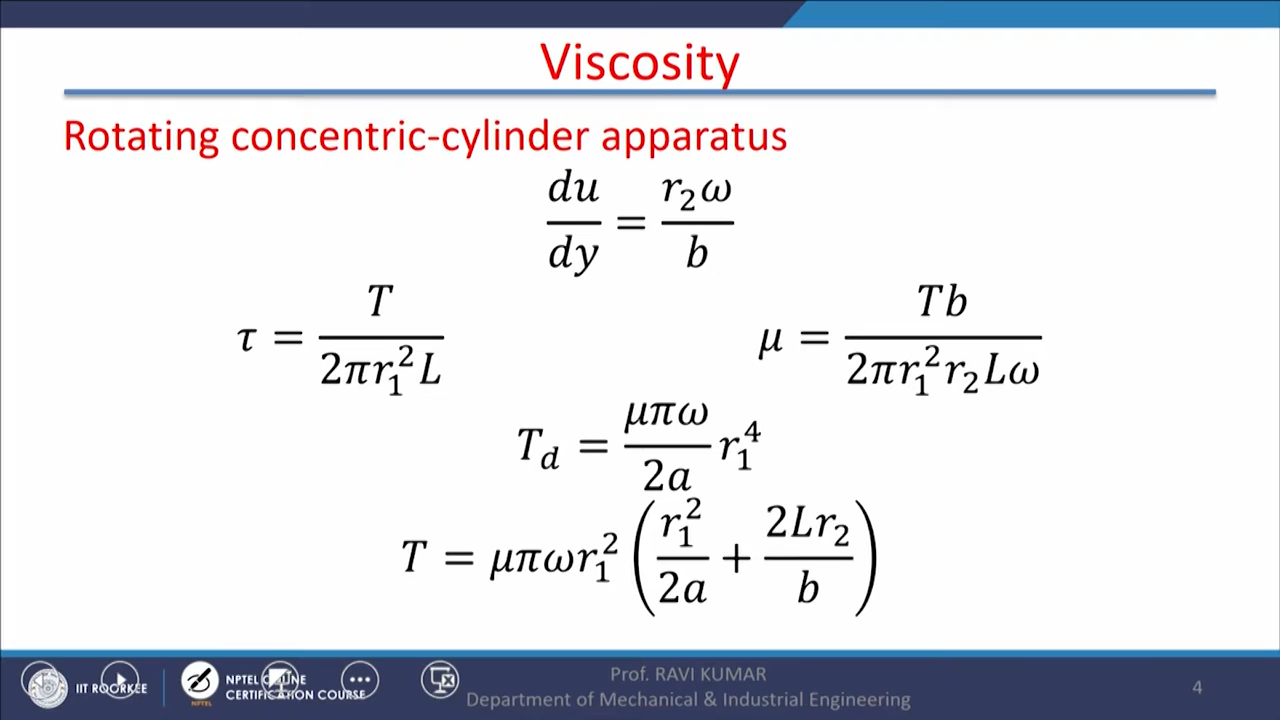 Viscosity
Rotating concentric-cylinder apparatus
du/dy = r₂ω/b
τ = T/(2πr₁²L)
μ = Tb/(2πr₁²r₂Lω)
T_d = (μπω/2a) r₁⁴
T = μπωr₁² (r₁²/2a + 2Lr₂/b)
IIT ROORKEE
NPTEL ONLINE
CERTIFICATION COURSE
NPTEL
Prof. RAVI KUMAR
Department of Mechanical & Industrial Engineering
4